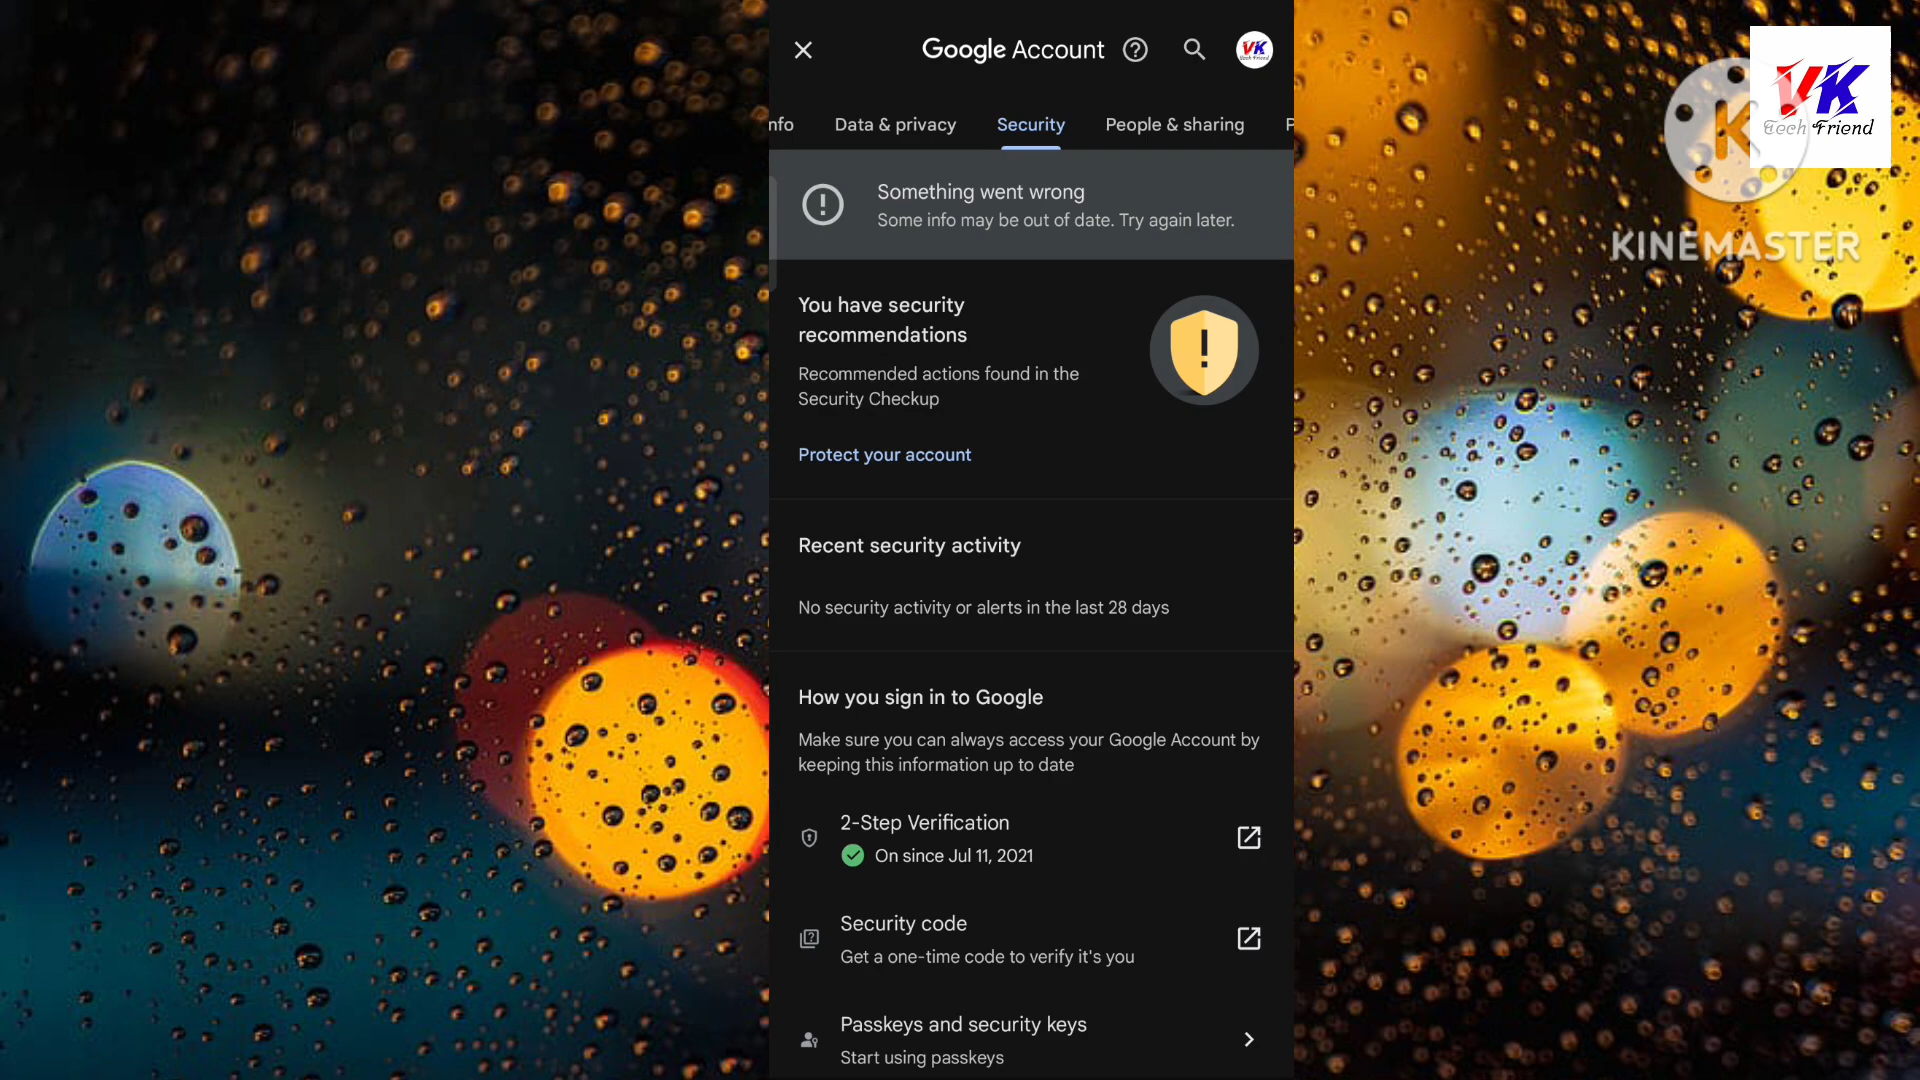 Google Account
VK
Tech Friend
nfo
Data & privacy
Security
People & sharing
P
Something went wrong
Some info may be out of date. Try again later.
You have security
recommendations
Recommended actions found in the
Security Checkup
Protect your account
Recent security activity
No security activity or alerts in the last 28 days
How you sign in to Google
Make sure you can always access your Google Account by
keeping this information up to date
2-Step Verification
On since Jul 11, 2021
Security code
Get a one-time code to verify it's you
Passkeys and security keys
Start using passkeys
VK
Tech Friend
K
KINEMASTER